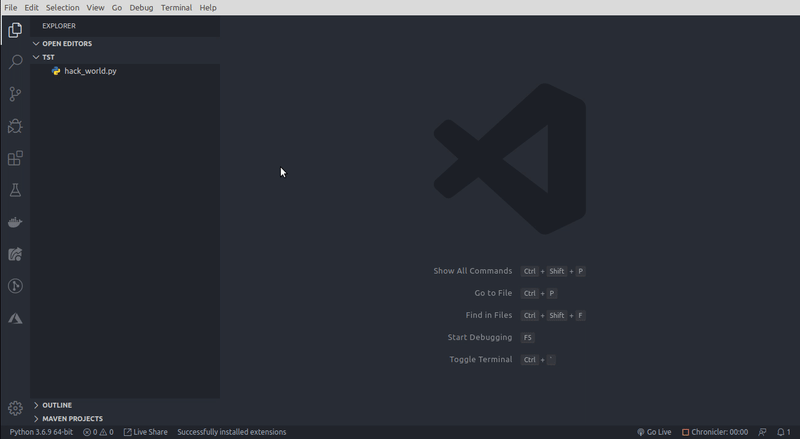 File Edit Selection View Go Debug Terminal Help
EXPLORER
OPEN EDITORS
TST
hack_world.py
Show All Commands Ctrl + Shift + P
Go to File Ctrl + P
Find in Files Ctrl + Shift + F
Start Debugging F5
Toggle Terminal Ctrl + `
OUTLINE
MAVEN PROJECTS
Python 3.6.9 64-bit 0 0 Live Share Successfully installed extensions Go Live Chronicler: 00:00 1